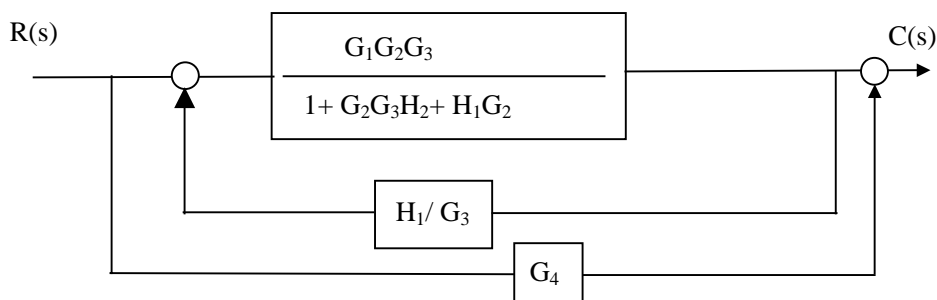 R(s)
C(s)
G₁G₂G₃
1+ G₂G₃H₂+ H₁G₂
H₁/ G₃
G₄